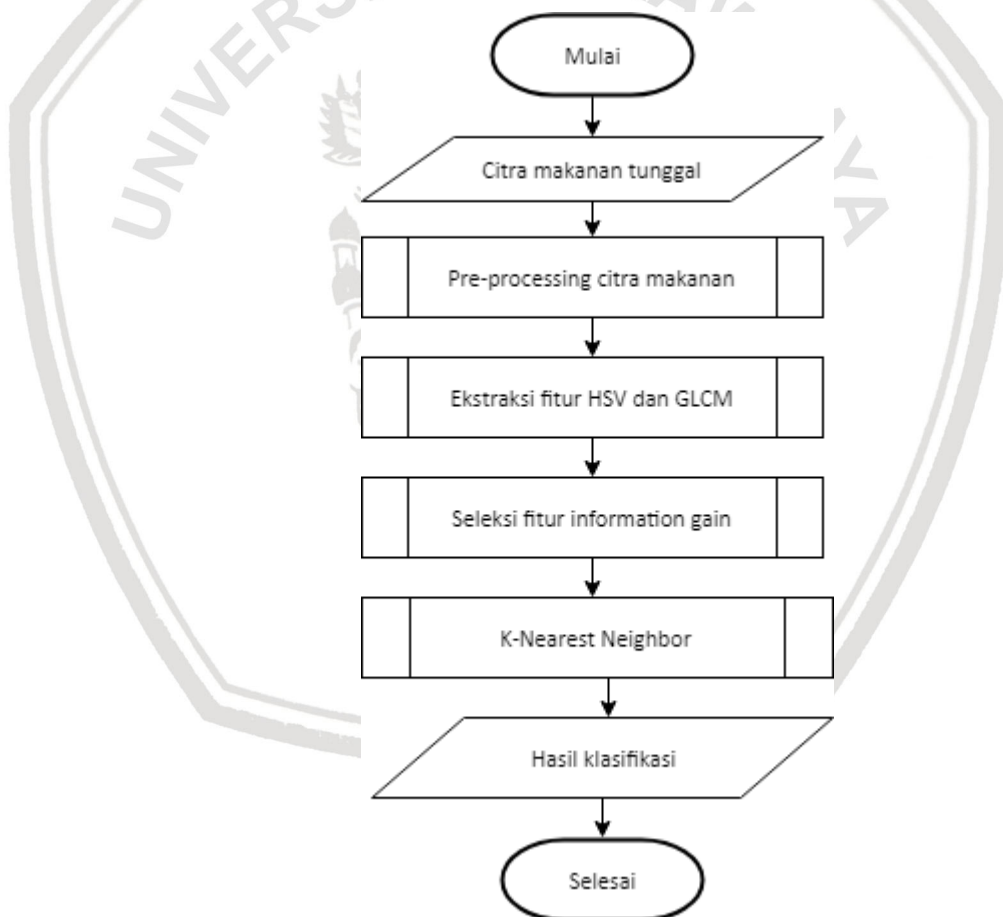 Mulai
Citra makanan tunggal
Pre-processing citra makanan
Ekstraksi fitur HSV dan GLCM
Seleksi fitur information gain
K-Nearest Neighbor
Hasil klasifikasi
Selesai